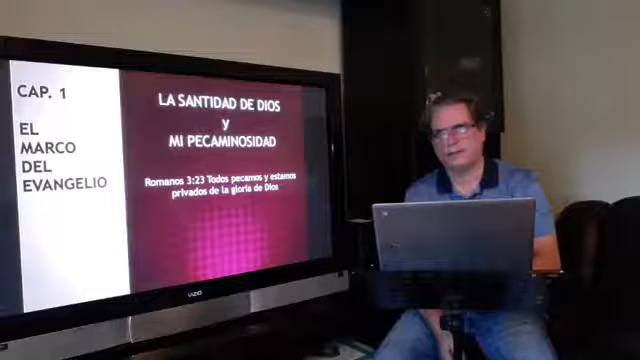 CAP. 1
EL
MARCO
DEL
EVANGELIO
LA SANTIDAD DE DIOS
y
MI PECAMINOSIDAD
Romanos 3:23 Todos pecamos y estamos
privados de la gloria de Dios
VIZIO